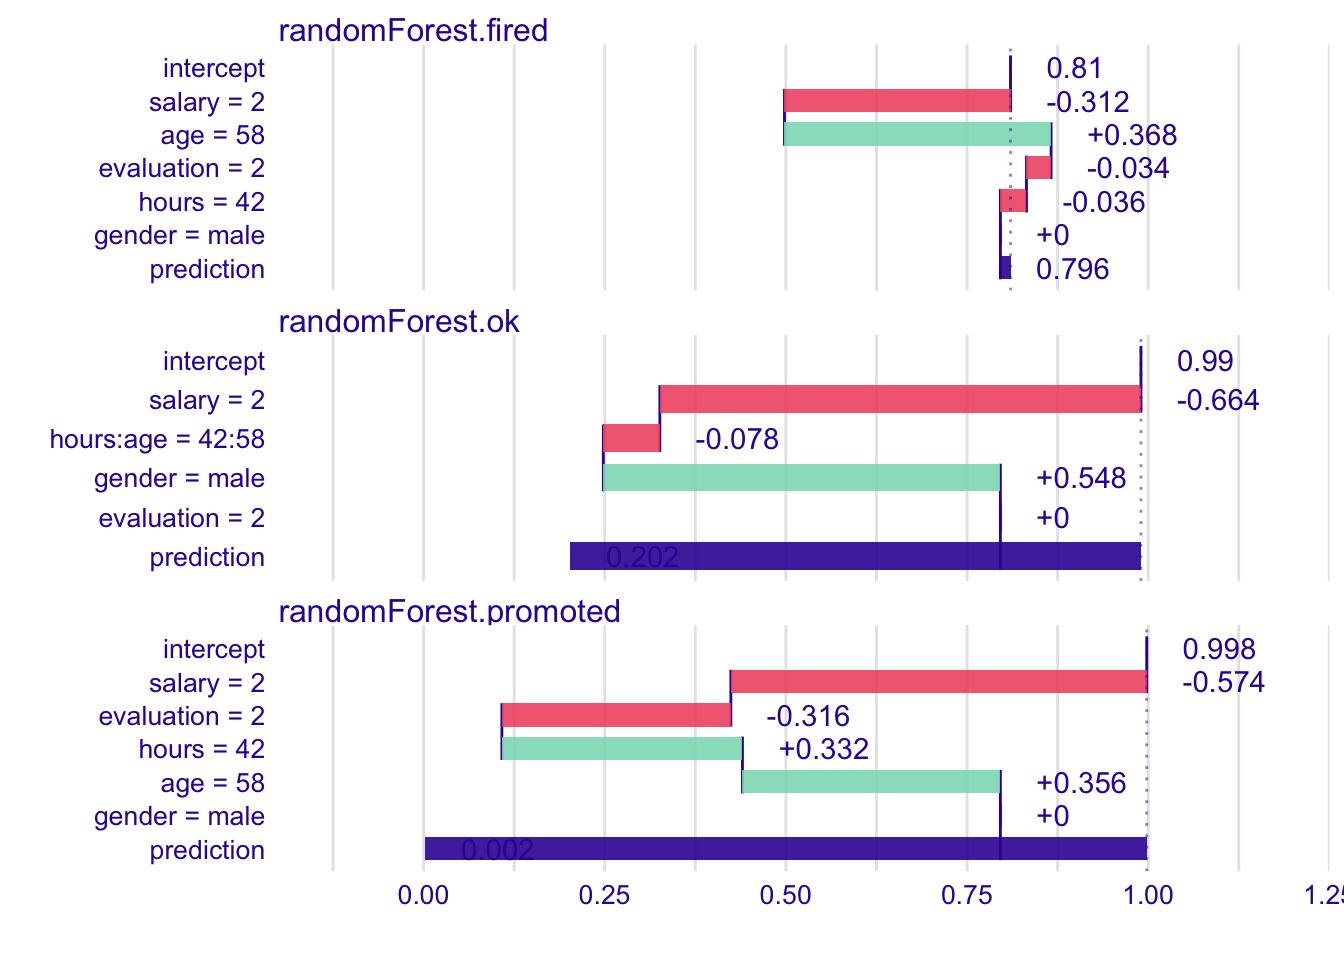 randomForest.fired
intercept 0.81
salary = 2 -0.312
age = 58 +0.368
evaluation = 2 -0.034
hours = 42 -0.036
gender = male +0
prediction 0.796
randomForest.ok
intercept 0.99
salary = 2 -0.664
hours:age = 42:58 -0.078
gender = male +0.548
evaluation = 2 +0
prediction 0.202
randomForest.promoted
intercept 0.998
salary = 2 -0.574
evaluation = 2 -0.316
hours = 42 +0.332
age = 58 +0.356
gender = male +0
prediction 0.002
0.00 0.25 0.50 0.75 1.00 1.25